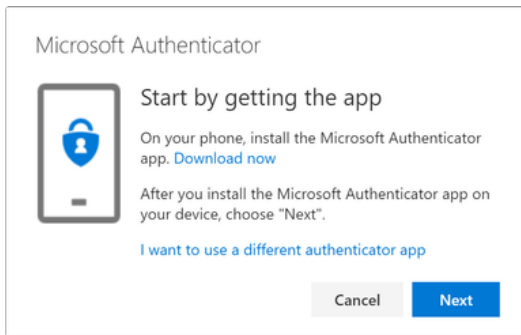 Microsoft Authenticator
Start by getting the app
On your phone, install the Microsoft Authenticator
app. Download now
After you install the Microsoft Authenticator app on
your device, choose "Next".
I want to use a different authenticator app
Cancel
Next